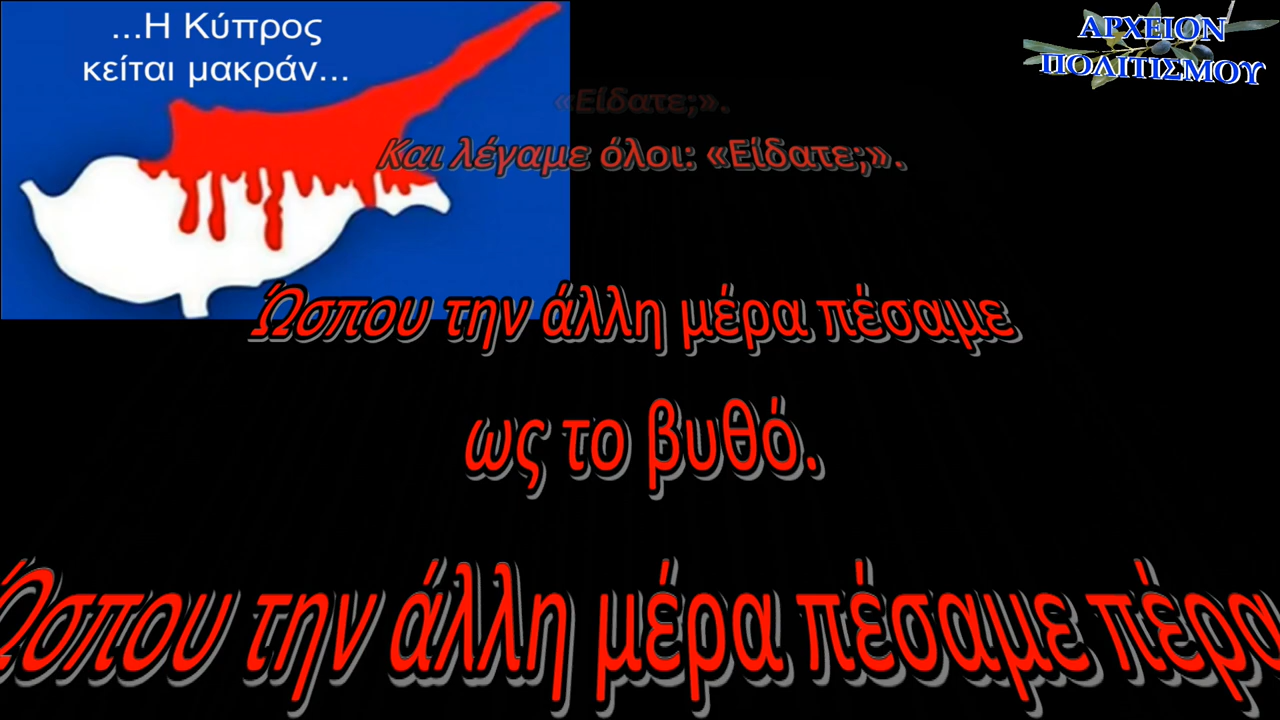 ...Η Κύπρος
κείται μακράν...
ΑΡΧΕΙΟΝ
ΠΟΛΙΤΙΣΜΟΥ
«Είδατε;».
Και λέγαμε όλοι: «Είδατε;».
Ώσπου την άλλη μέρα πέσαμε
ως το βυθό.
Ώσπου την άλλη μέρα πέσαμε πέρα